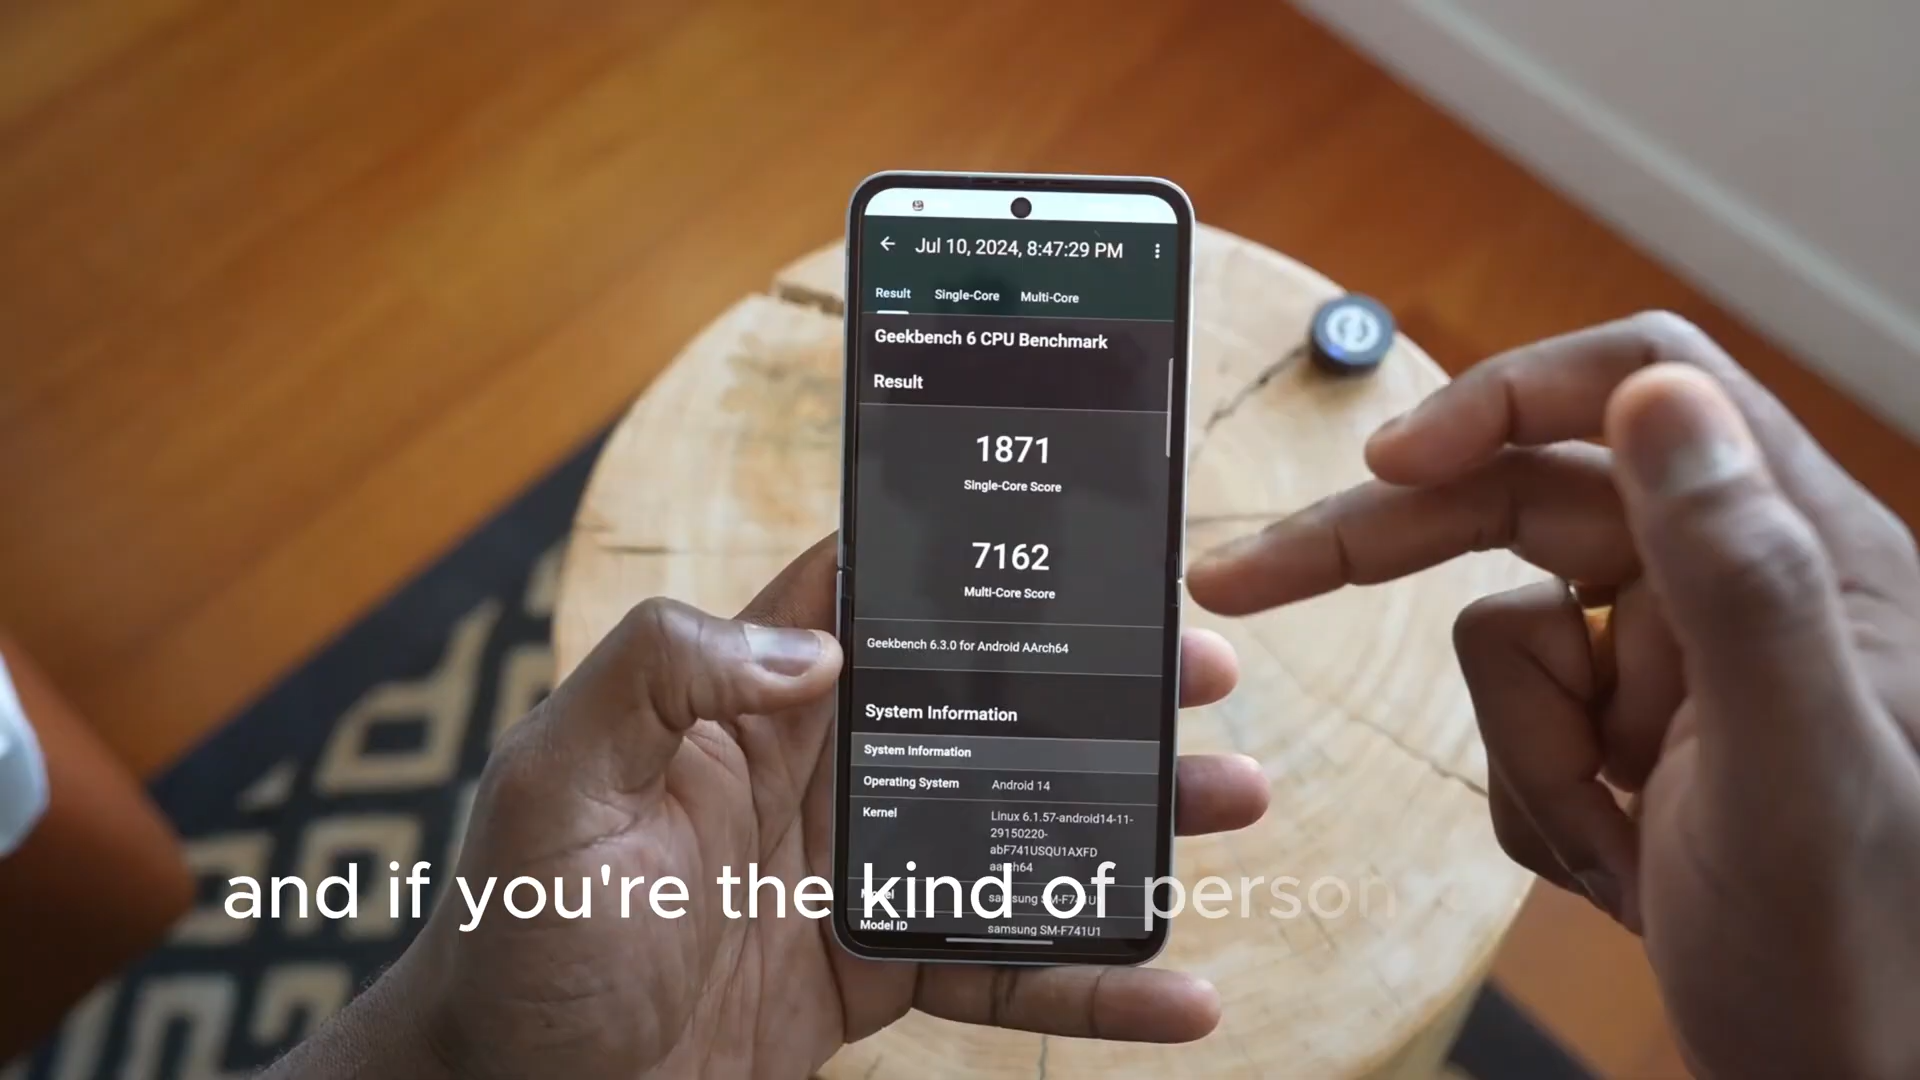 Jul 10, 2024, 8:47:29 PM
Result Single-Core Multi-Core
Geekbench 6 CPU Benchmark
Result
1871
Single-Core Score
7162
Multi-Core Score
Geekbench 6.3.0 for Android AArch64
System Information
System Information
Operating System Android 14
Kernel Linux 6.1.57-android14-11-
29150220-
abF741USQU1AXFD
and if you're the kind of person
samsung
Model ID samsung SM-F741U1